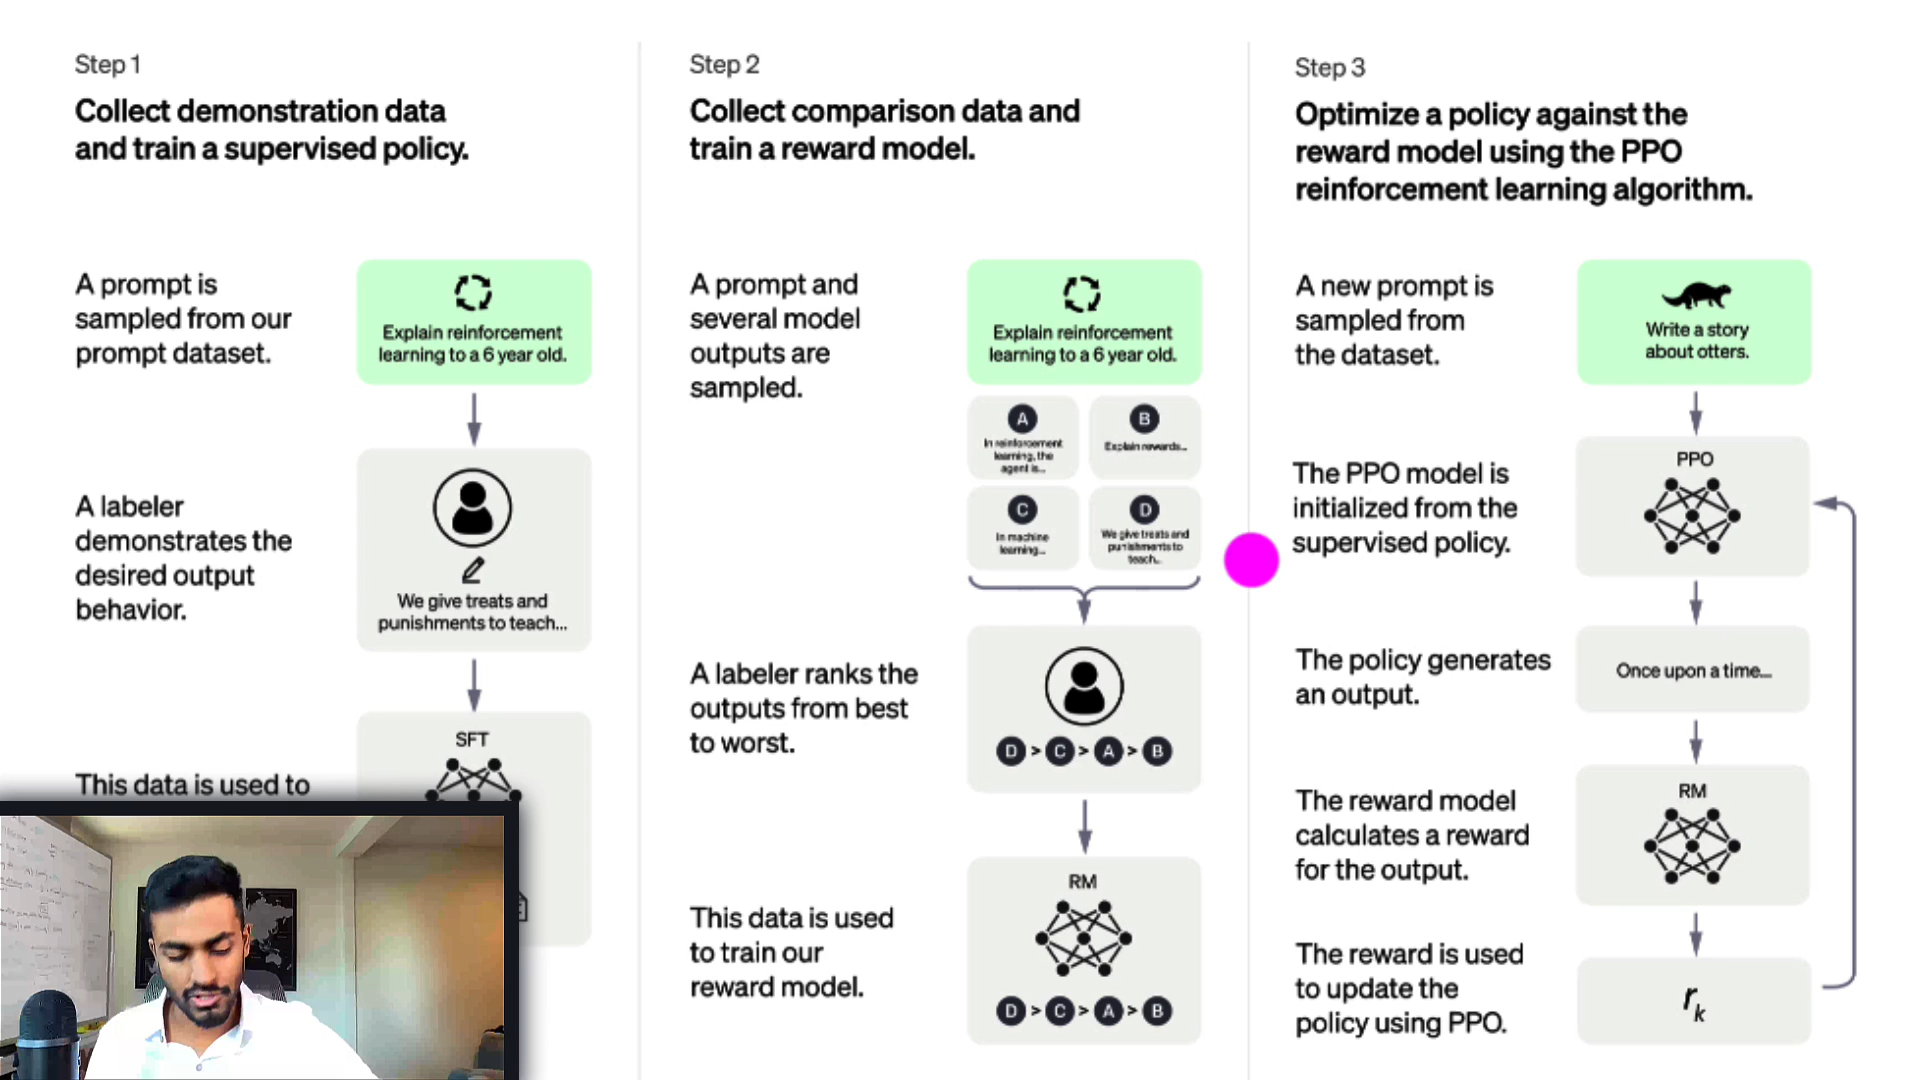 Step 1
Collect demonstration data
and train a supervised policy.
A prompt is
sampled from our
prompt dataset.
Explain reinforcement
learning to a 6 year old.
A labeler
demonstrates the
desired output
behavior.
We give treats and
punishments to teach...
This data is used to
SFT
Step 2
Collect comparison data and
train a reward model.
A prompt and
several model
outputs are
sampled.
Explain reinforcement
learning to a 6 year old.
A
In reinforcement
learning, the
agent is...
B
Explain rewards...
C
In machine
learning...
D
We give treats and
punishments to
teach...
A labeler ranks the
outputs from best
to worst.
D > C > A > B
This data is used
to train our
reward model.
RM
D > C > A > B
Step 3
Optimize a policy against the
reward model using the PPO
reinforcement learning algorithm.
A new prompt is
sampled from
the dataset.
Write a story
about otters.
The PPO model is
initialized from the
supervised policy.
PPO
The policy generates
an output.
Once upon a time...
The reward model
calculates a reward
for the output.
RM
The reward is used
to update the
policy using PPO.
rk